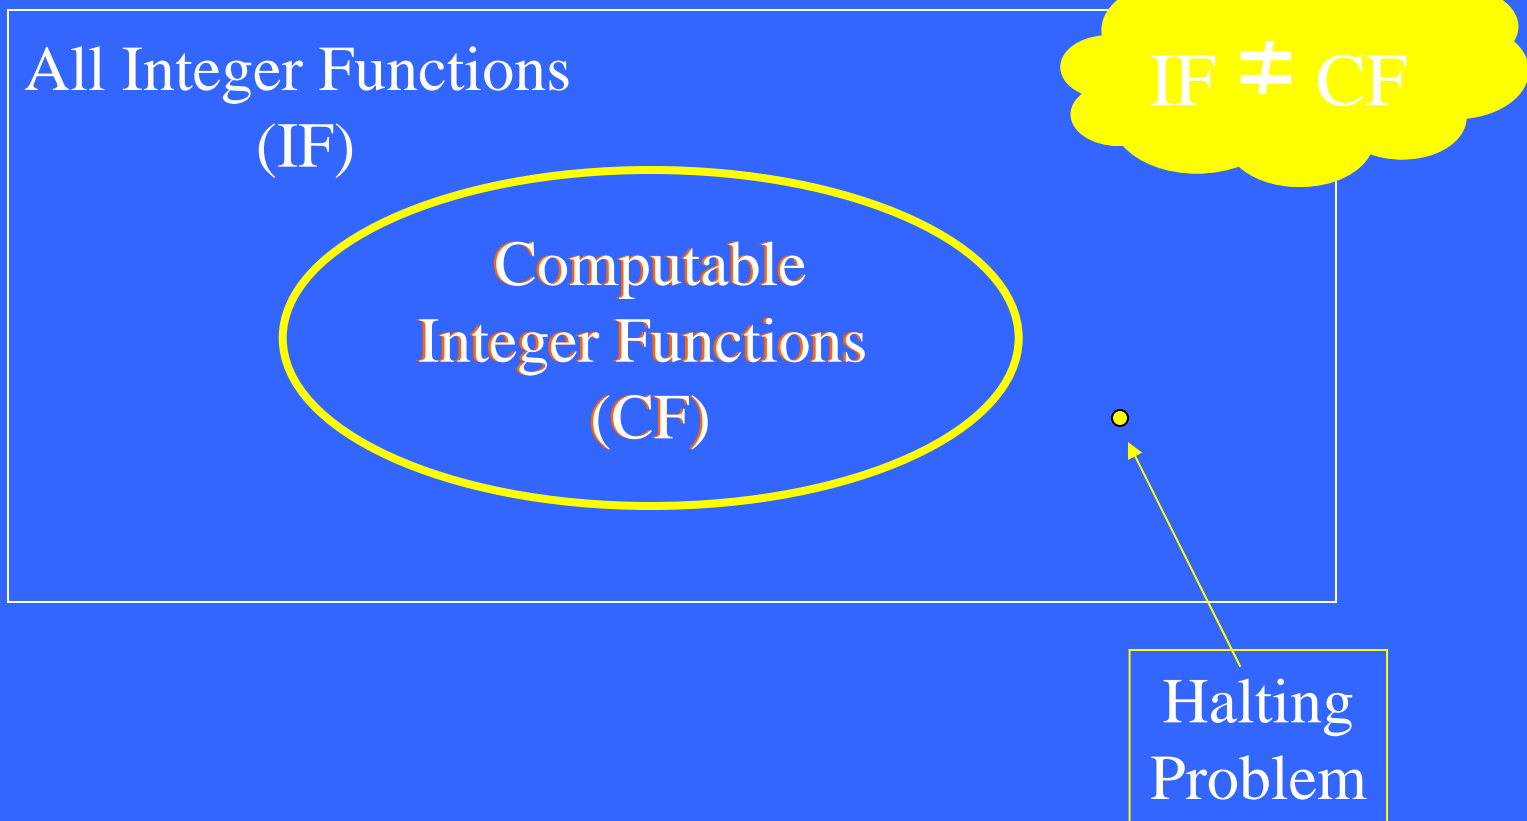 All Integer Functions
(IF)
IF ≠ CF
Computable
Integer Functions
(CF)
Halting
Problem